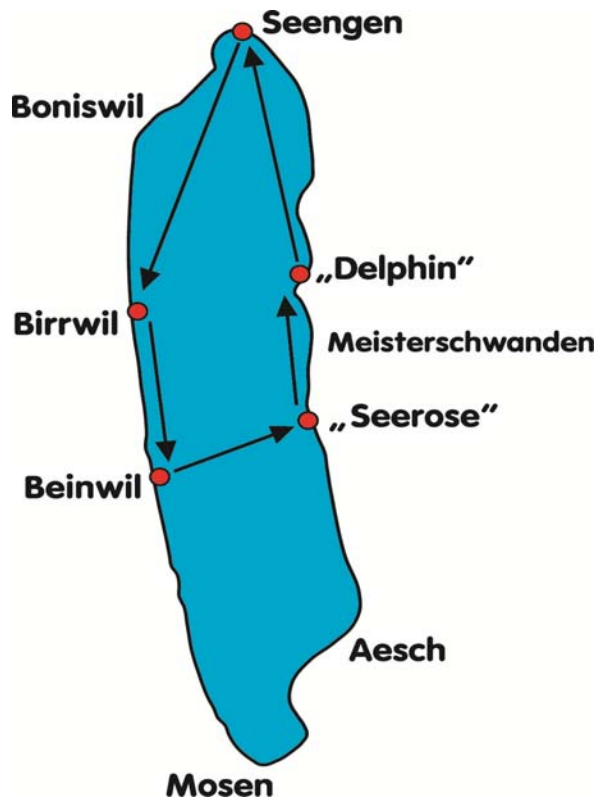 Seengen
Boniswil
„Delphin”
Birrwil
Meisterschwanden
„Seerose”
Beinwil
Aesch
Mosen